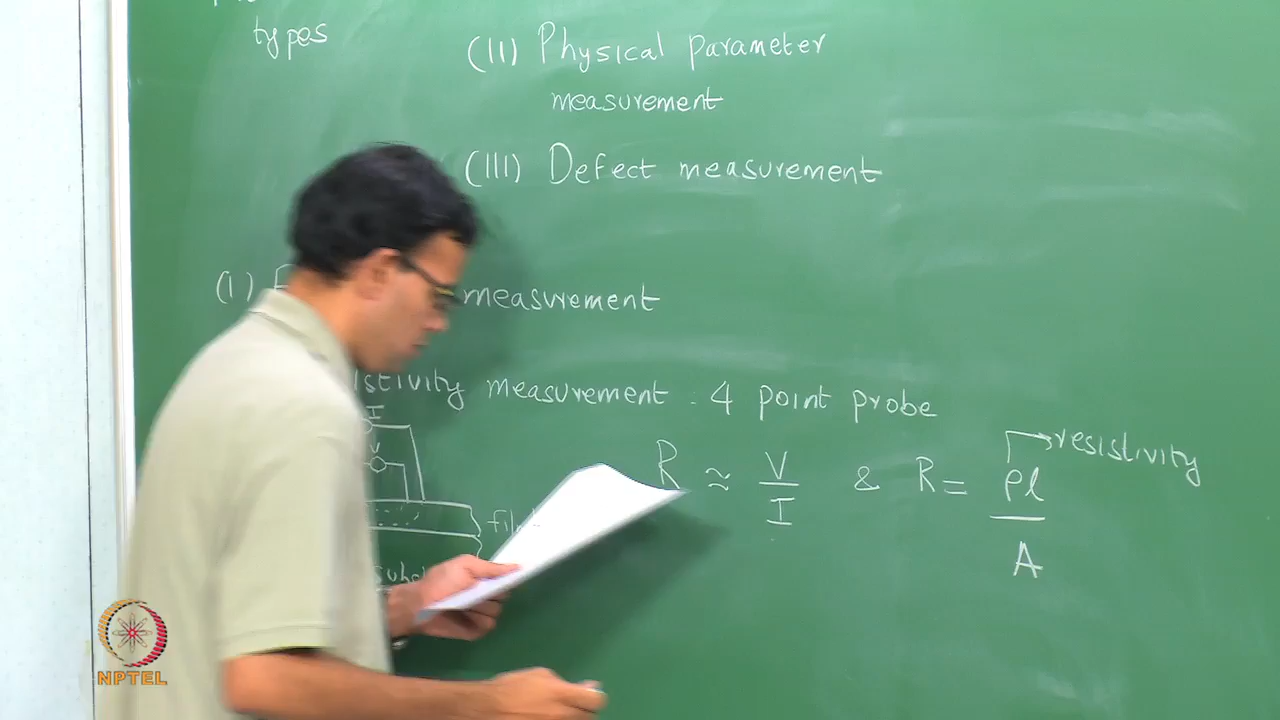 types
(II) Physical parameter
measurement
(III) Defect measurement
(I) measurement
measurement : 4 point probe
I
V
R ≈ V/I & R = ρl/A → resistivity
NPTEL